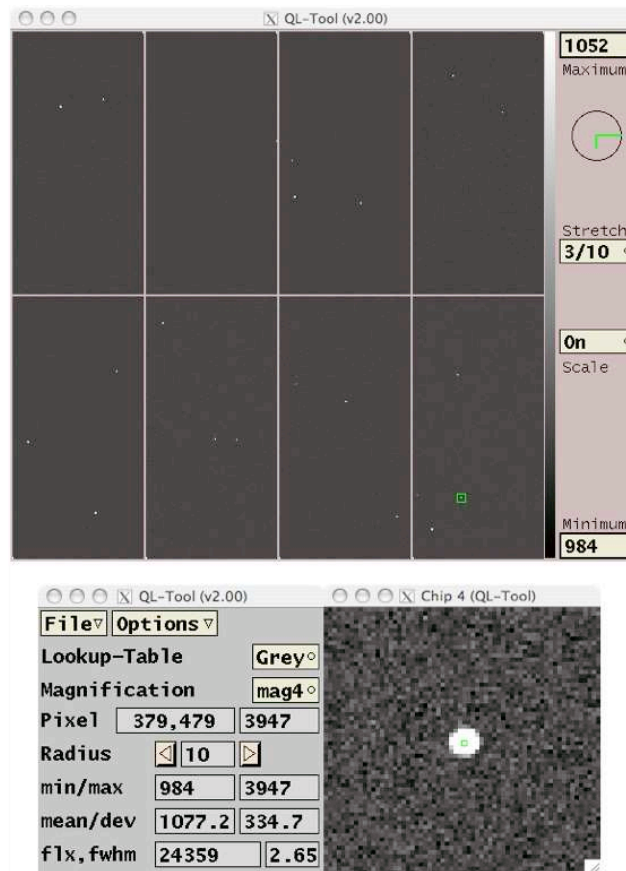 QL-Tool (v2.00)
1052
Maximum
Stretch
3/10
On
Scale
Minimum
984
QL-Tool (v2.00)
File Options
Lookup-Table Grey
Magnification mag4
Pixel 379,479 3947
Radius 10
min/max 984 3947
mean/dev 1077.2 334.7
flx,fwhm 24359 2.65
Chip 4 (QL-Tool)